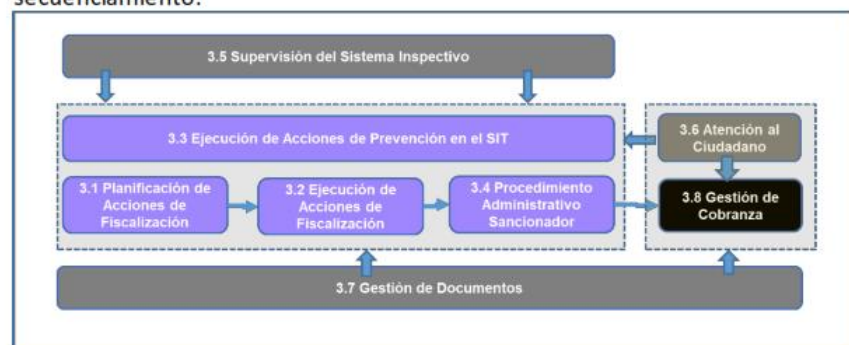 secuenciamiento.
3.5 Supervisión del Sistema Inspectivo
3.3 Ejecución de Acciones de Prevención en el SIT
3.6 Atención al
Ciudadano
3.1 Planificación de
Acciones de
Fiscalización
3.2 Ejecución de
Acciones de
Fiscalización
3.4 Procedimiento
Administrativo
Sancionador
3.8 Gestión de
Cobranza
3.7 Gestión de Documentos